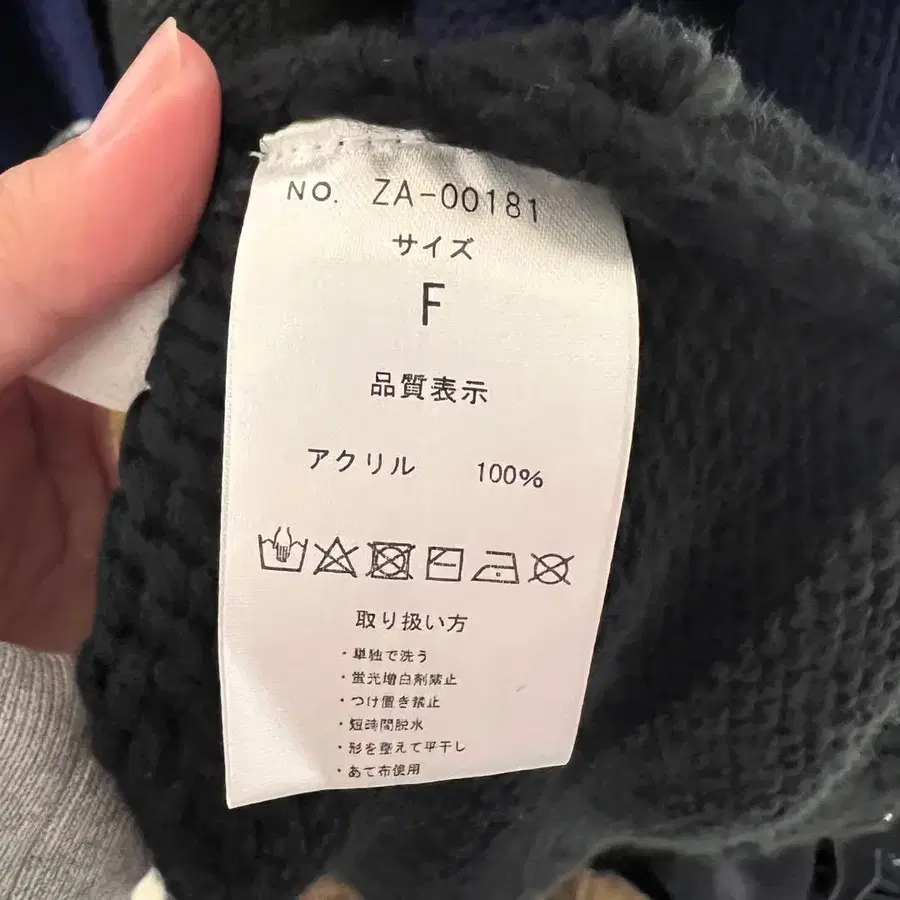 NO. ZA-00181
サイズ
F
品質表示
アクリル 100%
取り扱い方
・単独で洗う
・蛍光増白剤禁止
・つけ置き禁止
・短時間脱水
・形を整えて平干し
・あて布使用